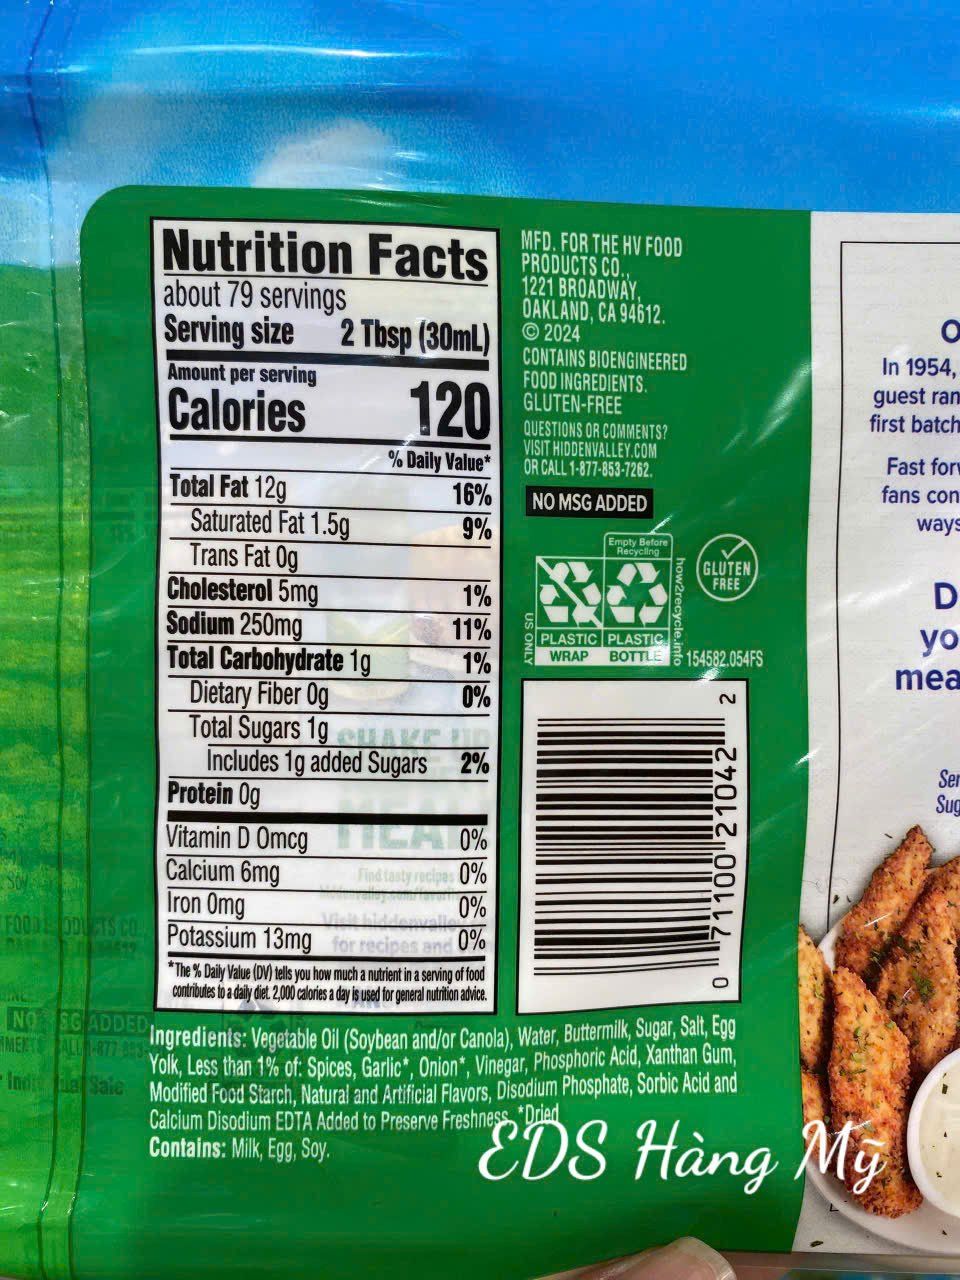 Nutrition Facts
about 79 servings
Serving size 2 Tbsp (30mL)
Amount per serving
Calories 120
% Daily Value*
Total Fat 12g 16%
Saturated Fat 1.5g 9%
Trans Fat 0g
Cholesterol 5mg 1%
Sodium 250mg 11%
Total Carbohydrate 1g 1%
Dietary Fiber 0g 0%
Total Sugars 1g
Includes 1g added Sugars 2%
Protein 0g
Vitamin D 0mcg 0%
Calcium 6mg 0%
Iron 0mg 0%
Potassium 13mg 0%
*The % Daily Value (DV) tells you how much a nutrient in a serving of food
contributes to a daily diet. 2,000 calories a day is used for general nutrition advice.
Ingredients: Vegetable Oil (Soybean and/or Canola), Water, Buttermilk, Sugar, Salt, Egg
Yolk, Less than 1% of: Spices, Garlic*, Onion*, Vinegar, Phosphoric Acid, Xanthan Gum,
Modified Food Starch, Natural and Artificial Flavors, Disodium Phosphate, Sorbic Acid and
Calcium Disodium EDTA Added to Preserve Freshness. *Dried
Contains: Milk, Egg, Soy.
MFD. FOR THE HV FOOD
PRODUCTS CO.,
1221 BROADWAY,
OAKLAND, CA 94612.
© 2024
CONTAINS BIOENGINEERED
FOOD INGREDIENTS.
GLUTEN-FREE
QUESTIONS OR COMMENTS?
VISIT HIDDENVALLEY.COM
OR CALL 1-877-853-7262.
NO MSG ADDED
Empty Before
Recycling
PLASTIC PLASTIC
WRAP BOTTLE
US ONLY
how2recycle.info
GLUTEN
FREE
154582.054FS
0 71100 21042 2
In 1954,
guest
first batch
Fast
fans
ways
yo
SHAKE UP
Find tasty recipes
for recipes and
EDS Hàng Mỹ